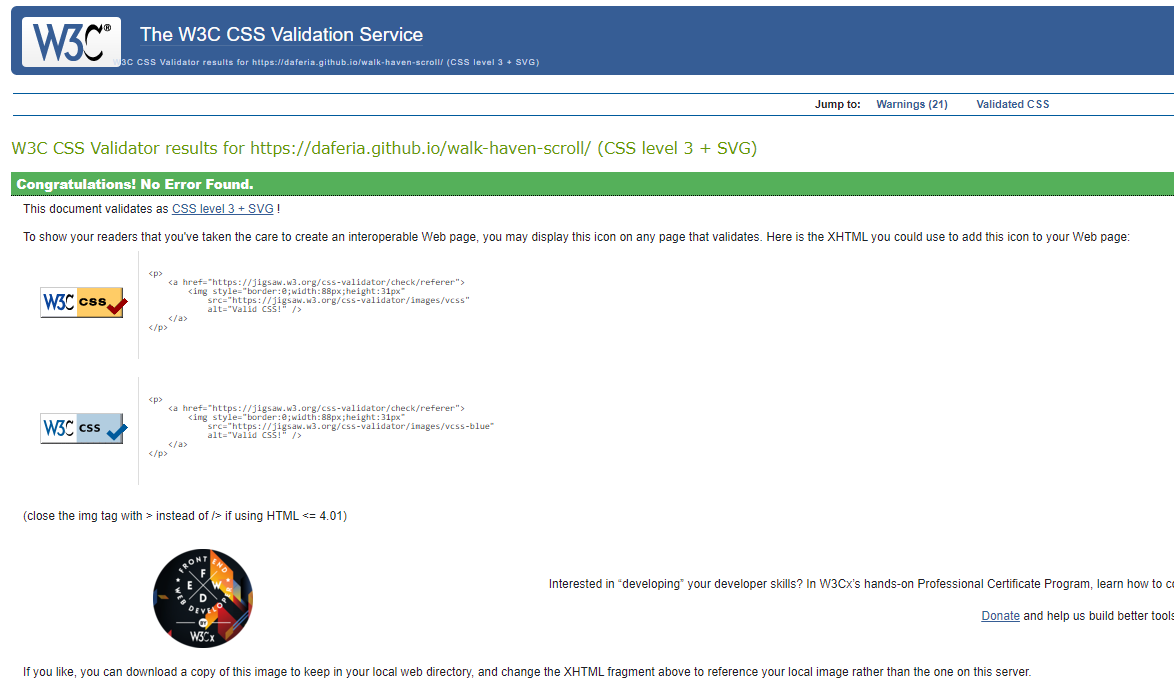 W3C®
The W3C CSS Validation Service
W3C CSS Validator results for https://daferia.github.io/walk-haven-scroll/ (CSS level 3 + SVG)
Jump to: Warnings (21) Validated CSS
W3C CSS Validator results for https://daferia.github.io/walk-haven-scroll/ (CSS level 3 + SVG)
Congratulations! No Error Found.
This document validates as CSS level 3 + SVG !
To show your readers that you've taken the care to create an interoperable Web page, you may display this icon on any page that validates. Here is the XHTML you could use to add this icon to your Web page:
W3C css
<p>
<a href="https://jigsaw.w3.org/css-validator/check/referer">
<img style="border:0;width:88px;height:31px"
src="https://jigsaw.w3.org/css-validator/images/vcss"
alt="Valid CSS!" />
</a>
</p>
W3C css
<p>
<a href="https://jigsaw.w3.org/css-validator/check/referer">
<img style="border:0;width:88px;height:31px"
src="https://jigsaw.w3.org/css-validator/images/vcss-blue"
alt="Valid CSS!" />
</a>
</p>
(close the img tag with > instead of /> if using HTML <= 4.01)
FRONT END
F
E W
D
WEB DEVELOPER
BY
W3Cx
Interested in “developing” your developer skills? In W3Cx's hands-on Professional Certificate Program, learn how to c
Donate and help us build better tools
If you like, you can download a copy of this image to keep in your local web directory, and change the XHTML fragment above to reference your local image rather than the one on this server.